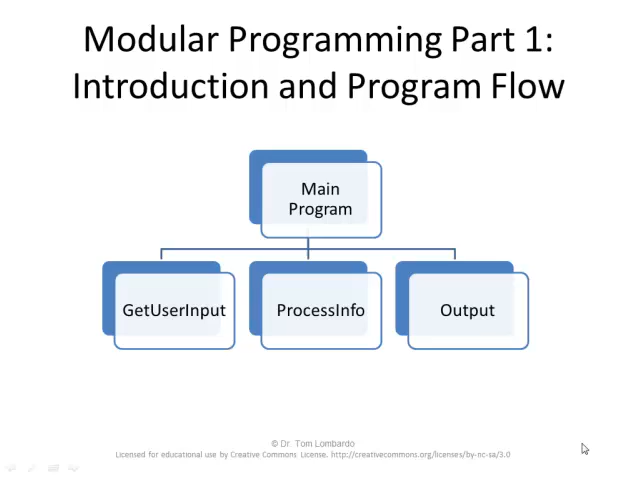 Modular Programming Part 1:
Introduction and Program Flow
Main
Program
GetUserInput
ProcessInfo
Output
© Dr. Tom Lombardo
Licensed for educational use by Creative Commons License. http://creativecommons.org/licenses/by-nc-sa/3.0